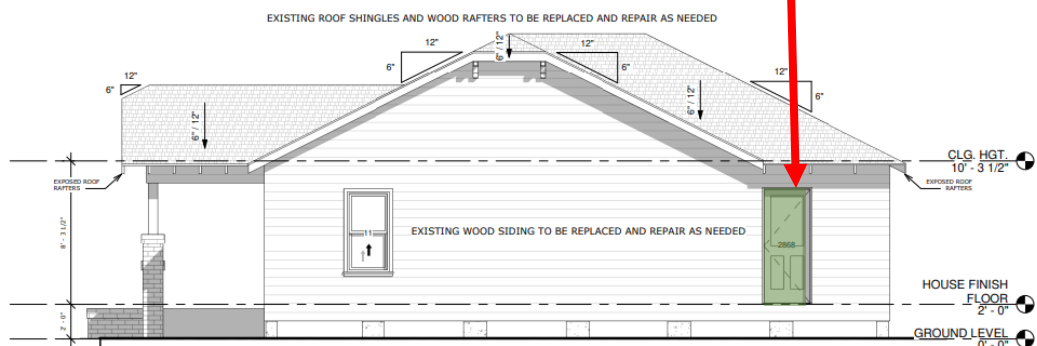 EXISTING ROOF SHINGLES AND WOOD RAFTERS TO BE REPLACED AND REPAIR AS NEEDED
12"
6"
6" / 12"
12"
6"
12"
6"
12"
6"
6" / 12"
6" / 12"
CLG. HGT.
10' - 3 1/2"
EXPOSED ROOF
RAFTERS
EXPOSED ROOF
RAFTERS
8' - 3 1/2"
11
EXISTING WOOD SIDING TO BE REPLACED AND REPAIR AS NEEDED
2868
HOUSE FINISH
FLOOR
2' - 0"
2' - 0"
GROUND LEVEL
0' - 0"